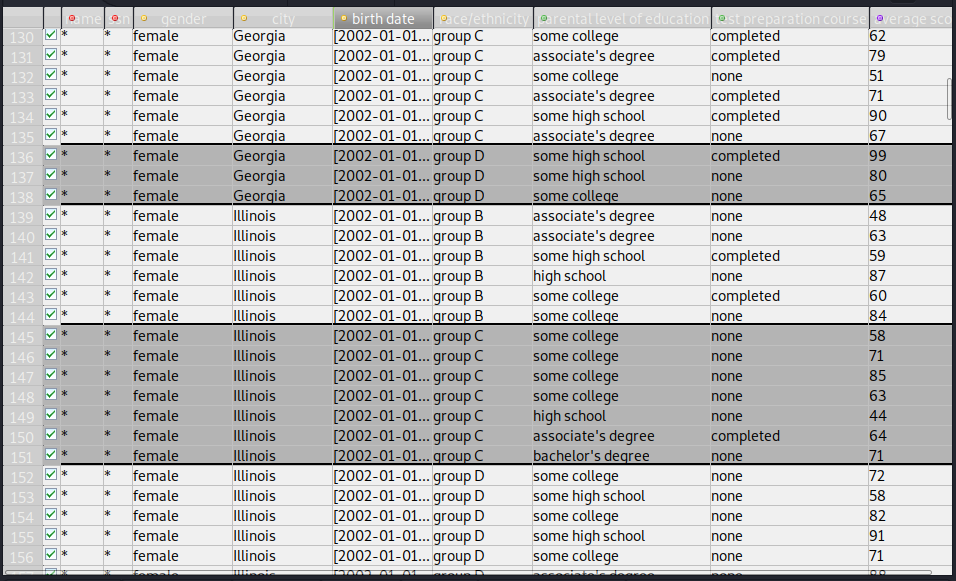 gender city birth date race/ethnicity parental level of education test preparation course average sco
130 * * female Georgia [2002-01-01... group C some college completed 62
131 * * female Georgia [2002-01-01... group C associate's degree completed 79
132 * * female Georgia [2002-01-01... group C some college none 51
133 * * female Georgia [2002-01-01... group C associate's degree completed 71
134 * * female Georgia [2002-01-01... group C some high school completed 90
135 * * female Georgia [2002-01-01... group C associate's degree none 67
136 * * female Georgia [2002-01-01... group D some high school completed 99
137 * * female Georgia [2002-01-01... group D some high school none 80
138 * * female Georgia [2002-01-01... group D some college none 65
139 * * female Illinois [2002-01-01... group B associate's degree none 48
140 * * female Illinois [2002-01-01... group B associate's degree none 63
141 * * female Illinois [2002-01-01... group B some high school completed 59
142 * * female Illinois [2002-01-01... group B high school none 87
143 * * female Illinois [2002-01-01... group B some college completed 60
144 * * female Illinois [2002-01-01... group B some college none 84
145 * * female Illinois [2002-01-01... group C some college none 58
146 * * female Illinois [2002-01-01... group C some college none 71
147 * * female Illinois [2002-01-01... group C some college none 85
148 * * female Illinois [2002-01-01... group C some college none 63
149 * * female Illinois [2002-01-01... group C high school none 44
150 * * female Illinois [2002-01-01... group C associate's degree completed 64
151 * * female Illinois [2002-01-01... group C bachelor's degree none 71
152 * * female Illinois [2002-01-01... group D some college none 72
153 * * female Illinois [2002-01-01... group D some high school none 58
154 * * female Illinois [2002-01-01... group D some college none 82
155 * * female Illinois [2002-01-01... group D some high school none 91
156 * * female Illinois [2002-01-01... group D some college none 71
* * female Illinois [2002-01-01... group D associate's degree none 88